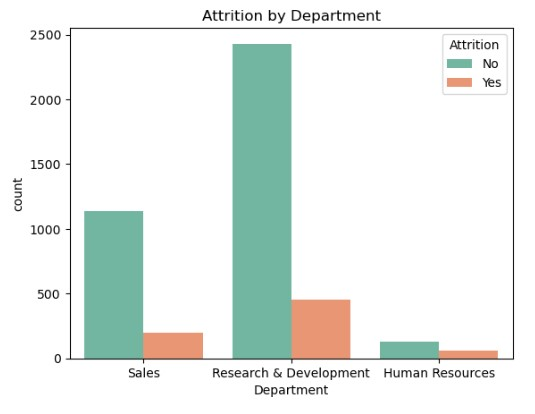 Attrition by Department
Attrition
No
Yes
2500
2000
1500
1000
500
0
count
Sales
Research & Development
Human Resources
Department